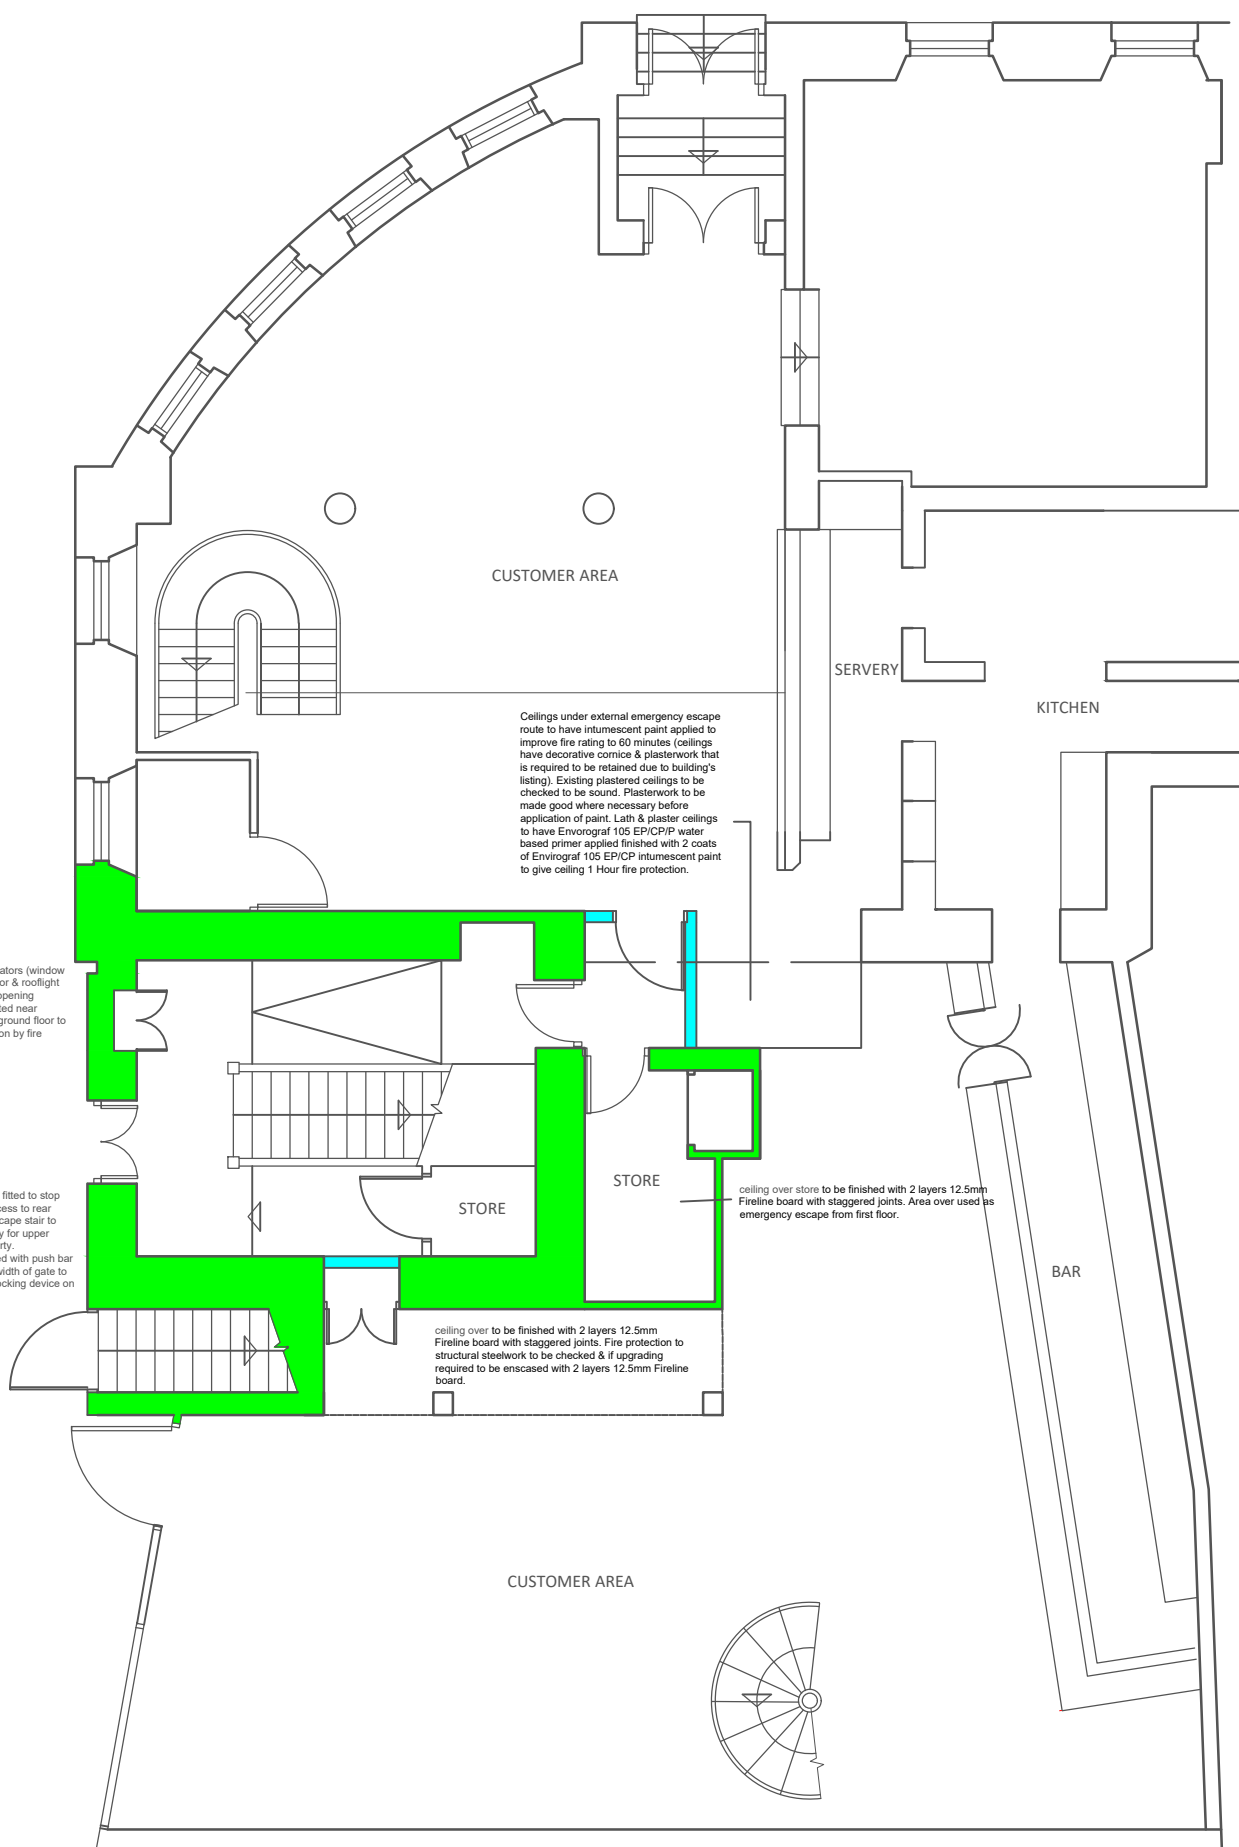 CUSTOMER AREA
SERVERY
KITCHEN
Ceilings under external emergency escape
route to have intumescent paint applied to
improve fire rating to 60 minutes (ceilings
have decorative cornice & plasterwork that
is required to be retained due to building's
listing). Existing plastered ceilings to be
checked to be sound. Plasterwork to be
made good where necessary before
application of paint. Lath & plaster ceilings
to have Envorograf 105 EP/CP/P water
based primer applied finished with 2 coats
of Envirograf 105 EP/CP intumescent paint
to give ceiling 1 Hour fire protection.
ators (window
or & rooflight
opening
ted near
ground floor to
on by fire
STORE
STORE
fitted to stop
cess to rear
cape stair to
y for upper
rty.
ed with push bar
width of gate to
ocking device on
ceiling over store to be finished with 2 layers 12.5mm
Fireline board with staggered joints. Area over used as
emergency escape from first floor.
BAR
ceiling over to be finished with 2 layers 12.5mm
Fireline board with staggered joints. Fire protection to
structural steelwork to be checked & if upgrading
required to be enscased with 2 layers 12.5mm Fireline
board.
CUSTOMER AREA